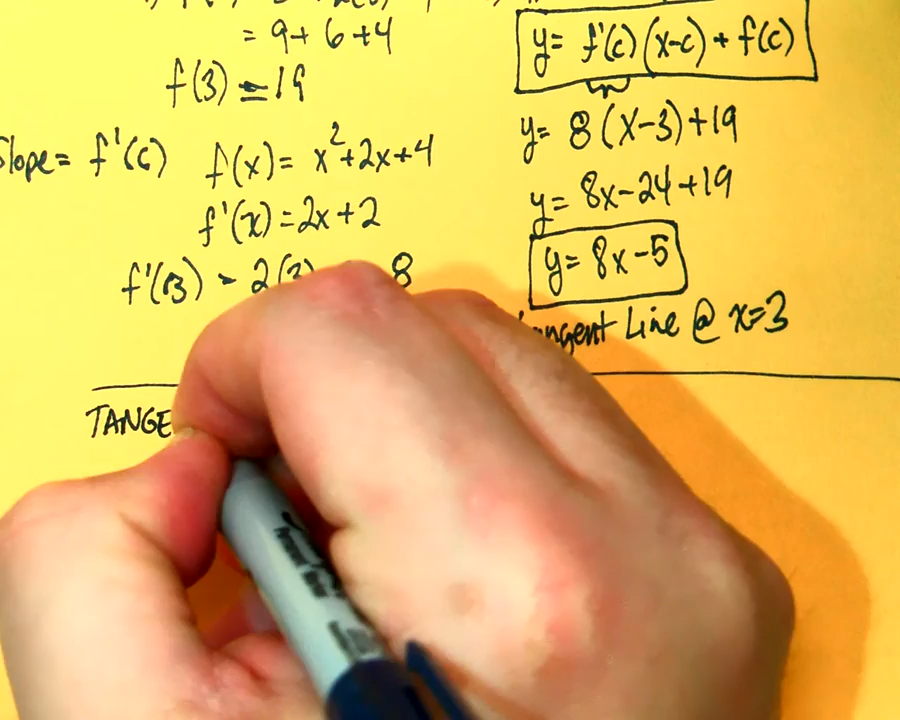 = 9+6+4
f(3) = 19
Slope = f'(c)
f(x) = x²+2x+4
f'(x) = 2x+2
f'(3) = 2(3) 8
y = f'(c)(x-c) + f(c)
y = 8(x-3)+19
y = 8x-24+19
y = 8x-5
Tangent Line @ x=3
TANGE